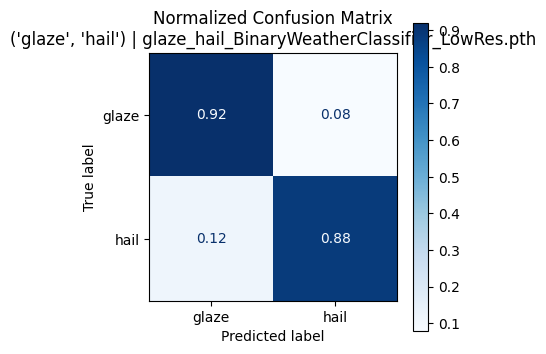 Normalized Confusion Matrix
('glaze', 'hail') | glaze_hail_BinaryWeatherClassifier_LowRes.pth
glaze
0.92
0.08
hail
0.12
0.88
True label
glaze
hail
Predicted label
0.9
0.8
0.7
0.6
0.5
0.4
0.3
0.2
0.1